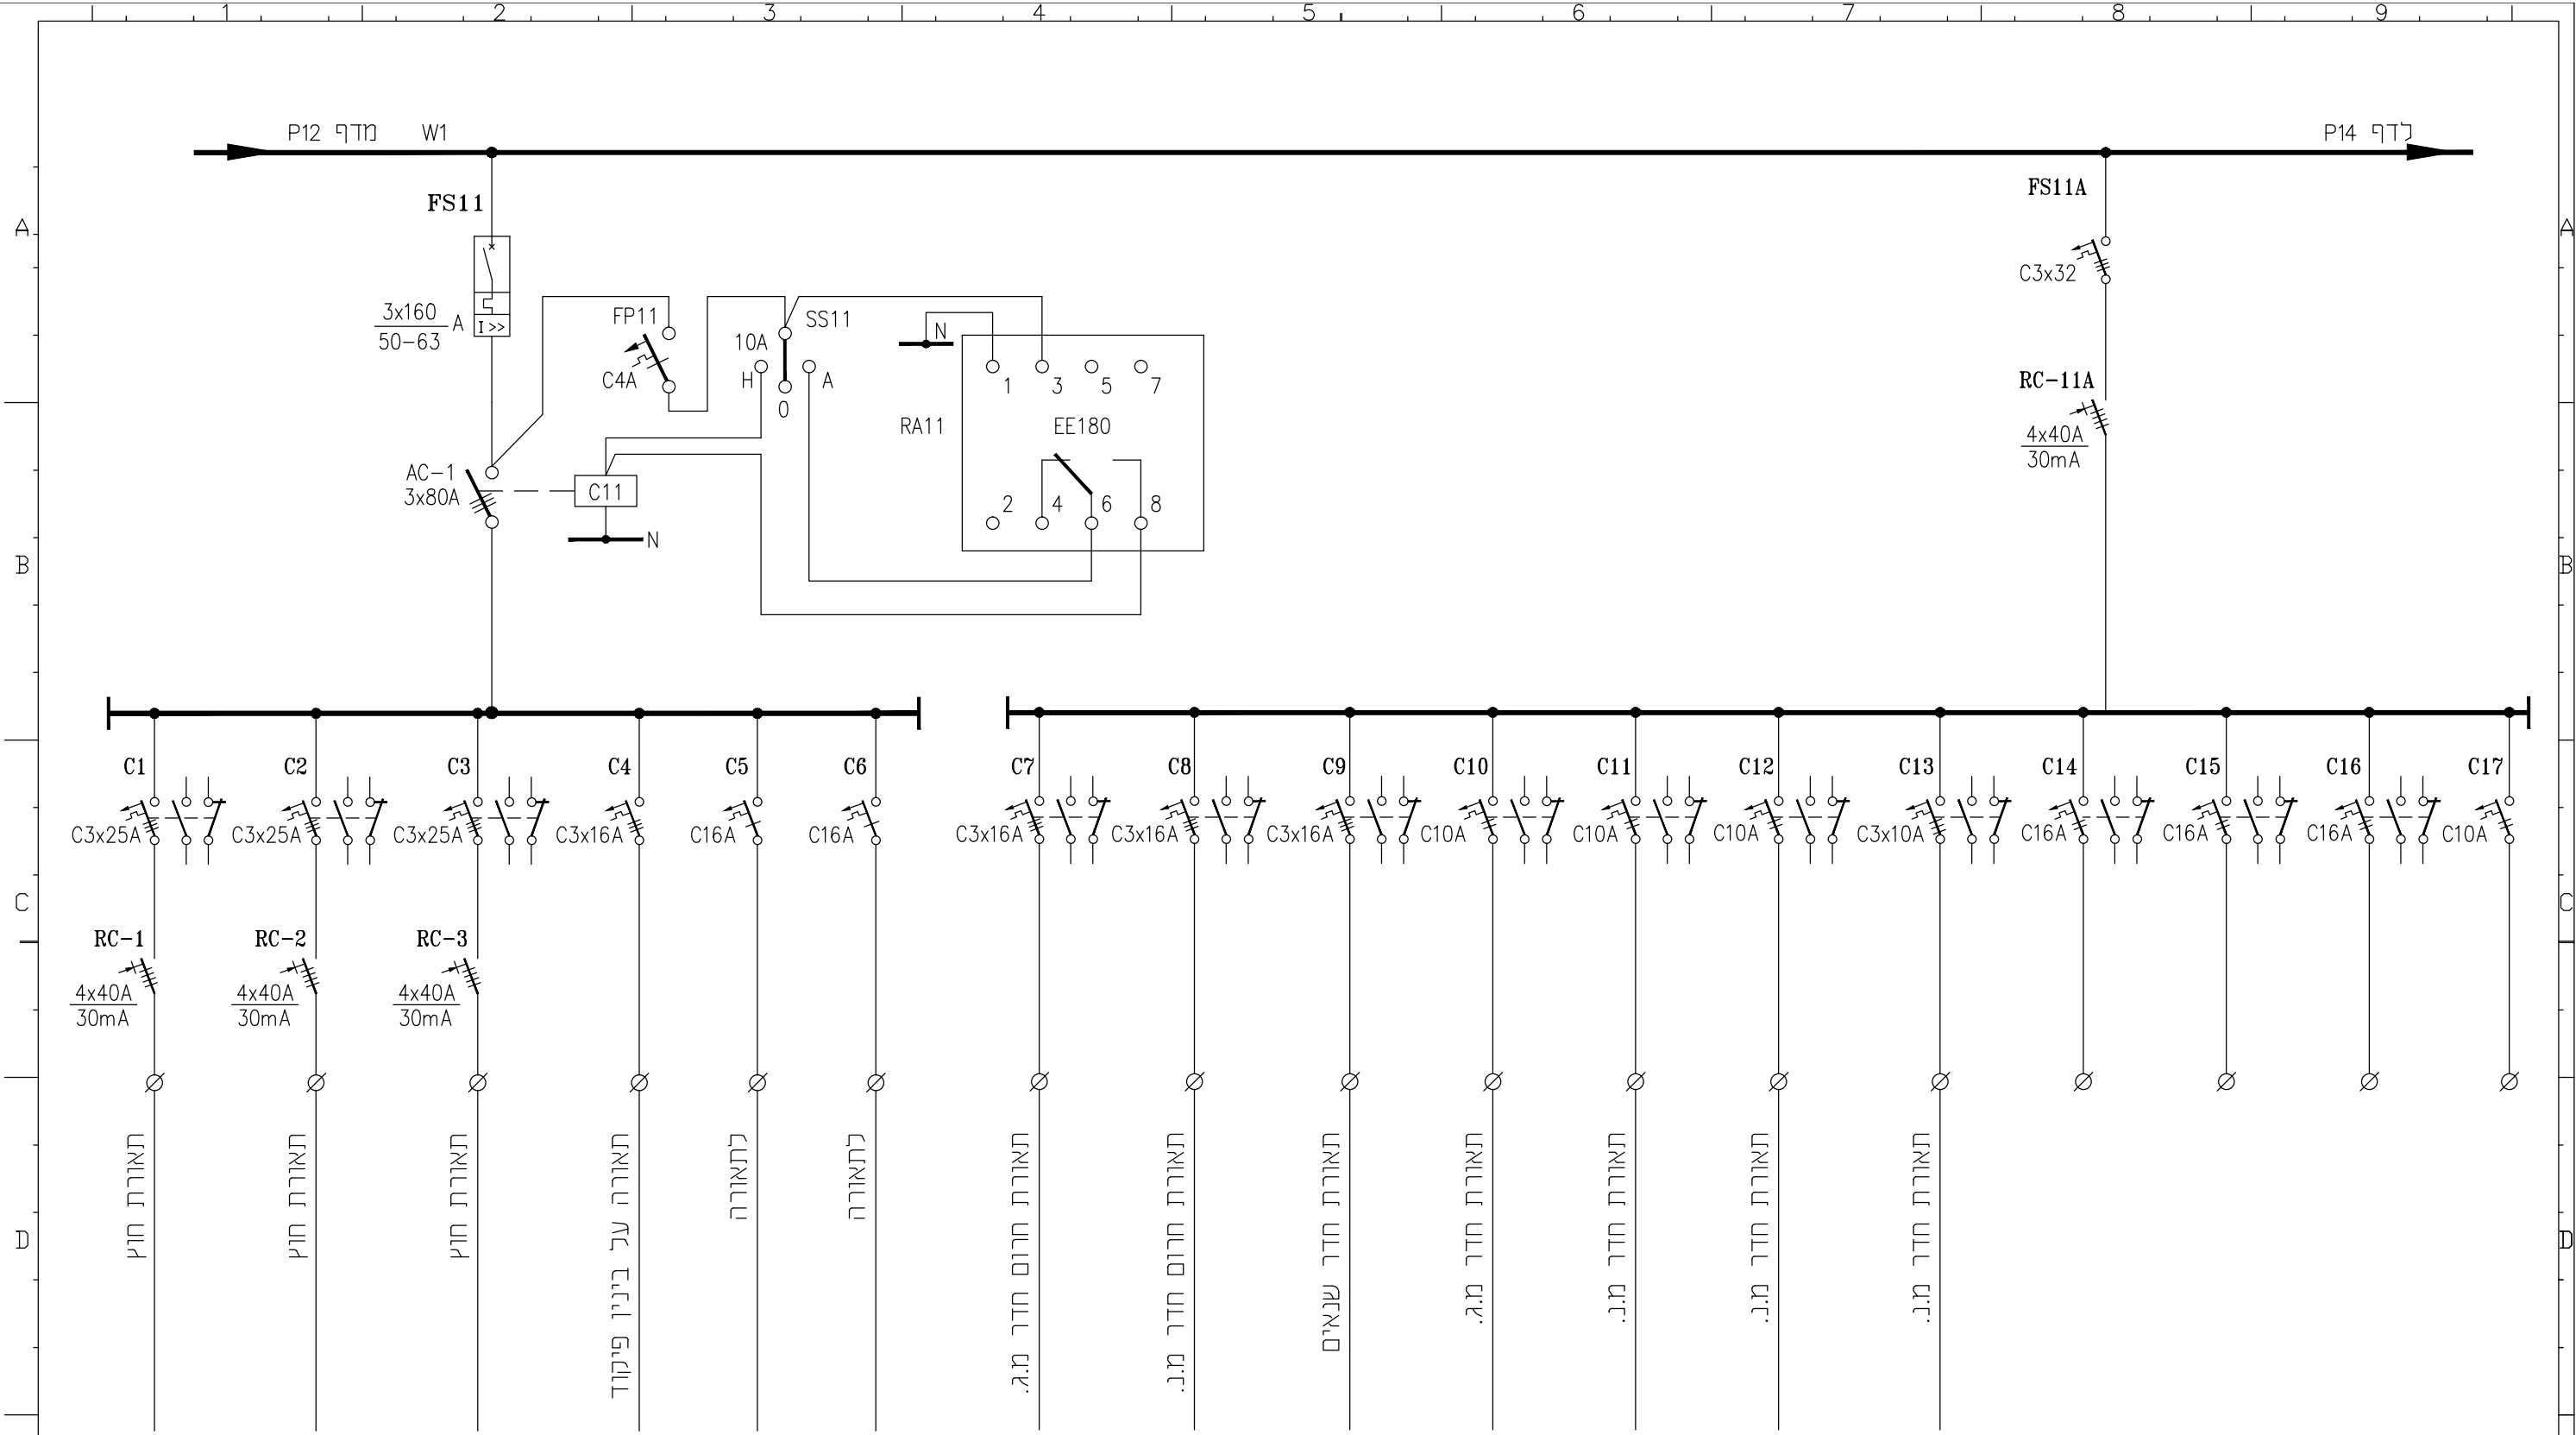 1 2 3 4 5 6 7 8 9
P12 מדף W1
לדף P14
FS11
FS11A
A
A
3x160
50-63
A
I >>
FP11
C4A
SS11
10A
H
0
A
N
1 3 5 7
RA11
EE180
2 4 6 8
C3x32
RC-11A
4x40A
30mA
AC-1
3x80A
C11
N
B
B
C1 C2 C3 C4 C5 C6 C7 C8 C9 C10 C11 C12 C13 C14 C15 C16 C17
C3x25A C3x25A C3x25A C3x16A C16A C16A C3x16A C3x16A C3x16A C10A C10A C10A C3x10A C16A C16A C16A C10A
C
C
RC-1 RC-2 RC-3
4x40A 4x40A 4x40A
30mA 30mA 30mA
D
D
תאורת חוץ
תאורת חוץ
תאורת חוץ
תאורה על בינין פיקוד
לתאורה
לתאורה
תאורת חרום חדר מ.ג.
תאורת חרום חדר מ.נ.
תאורת חדר שנאים
תאורת חדר מ.ג.
תאורת חדר מ.נ.
תאורת חדר מ.נ.
תאורת חדר מ.נ.